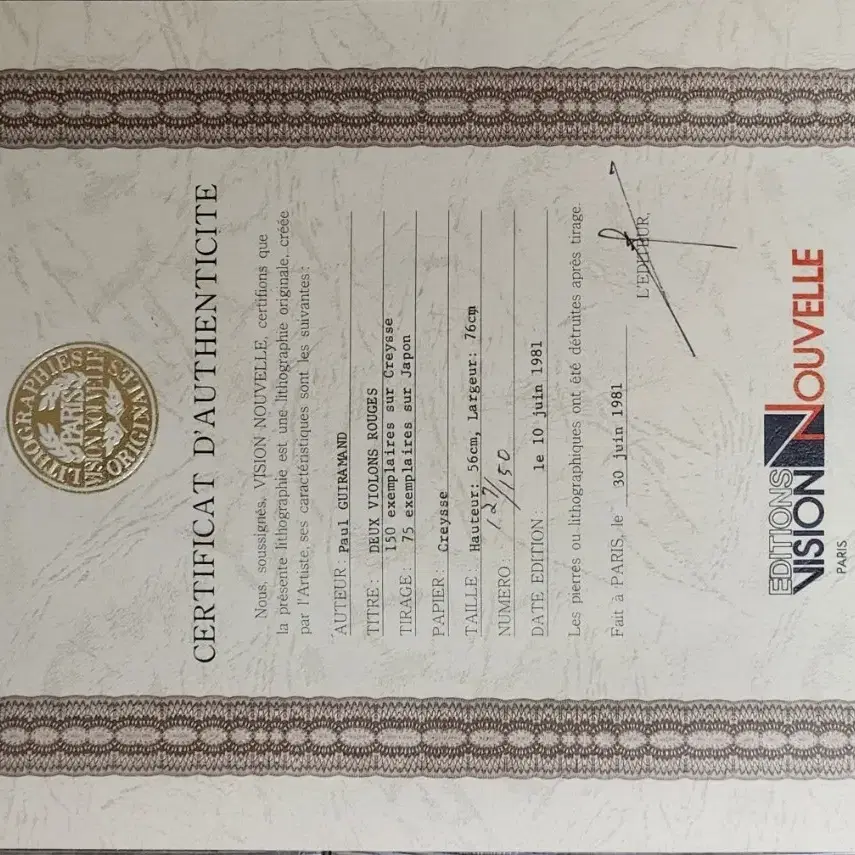 LITHOGRAPHIES
PARIS
VISION NOUVELLE
ORIGINALES
CERTIFICAT D'AUTHENTICITE
Nous, soussignés, VISION NOUVELLE, certifions que
la présente lithographie est une lithographie originale, créée
par l'Artiste, ses caractéristiques sont les suivantes:
AUTEUR: Paul GUIRAMAND
TITRE: DEUX VIOLONS ROUGES
150 exemplaires sur Creysse
TIRAGE: 75 exemplaires sur Japon
PAPIER: Creysse
TAILLE: Hauteur: 56cm, Largeur: 76cm
NUMERO: 127/150
DATE EDITION: le 10 juin 1981
Les pierres ou lithographiques ont été détruites après tirage.
Fait à PARIS, le 30 juin 1981
L'EDITEUR,
EDITIONS
VISION NOUVELLE
PARIS